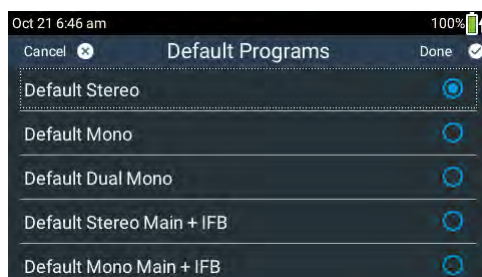 Oct 21 6:46 am 100%
Cancel Default Programs Done
Default Stereo
Default Mono
Default Dual Mono
Default Stereo Main + IFB
Default Mono Main + IFB